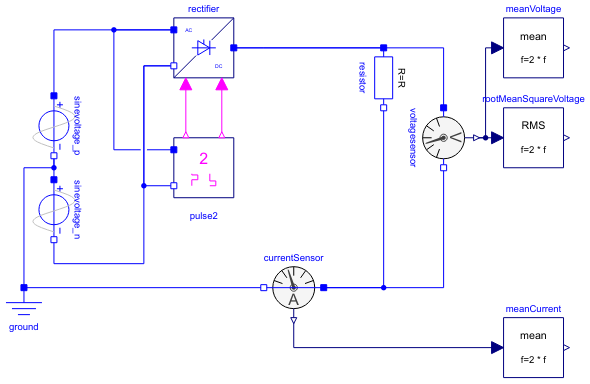 rectifier
meanVoltage
AC
DC
mean
f=2 * f
resistor
R=R
sinevoltage_p
+
voltagesensor
rootMeanSquareVoltage
RMS
f=2 * f
2
pulse2
sinevoltage_n
+
currentSensor
A
ground
meanCurrent
mean
f=2 * f